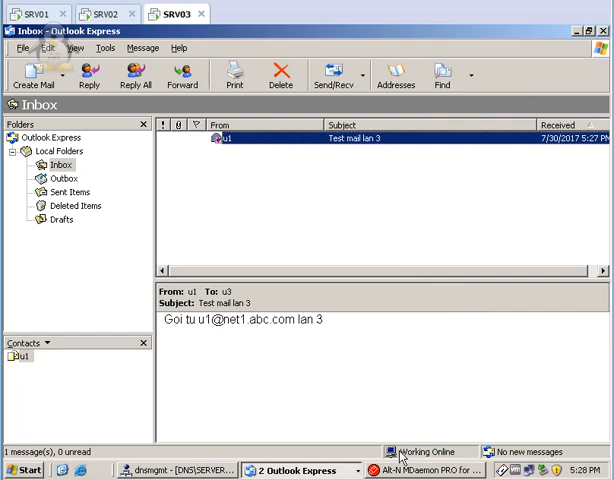 SRV01 SRV02 SRV03
Inbox - Outlook Express
File Edit View Tools Message Help
Create Mail Reply Reply All Forward Print Delete Send/Recv Addresses Find
Inbox
Folders
Outlook Express
Local Folders
Inbox
Outbox
Sent Items
Deleted Items
Drafts
From Subject Received
u1 Test mail lan 3 7/30/2017 5:27 PM
From: u1 To: u3
Subject: Test mail lan 3
Goi tu u1@net1.abc.com lan 3
Contacts
u1
1 message(s), 0 unread Working Online No new messages
Start dnsmgmt - [DNS\SERVER... 2 Outlook Express Alt-N MDaemon PRO for ... 5:28 PM